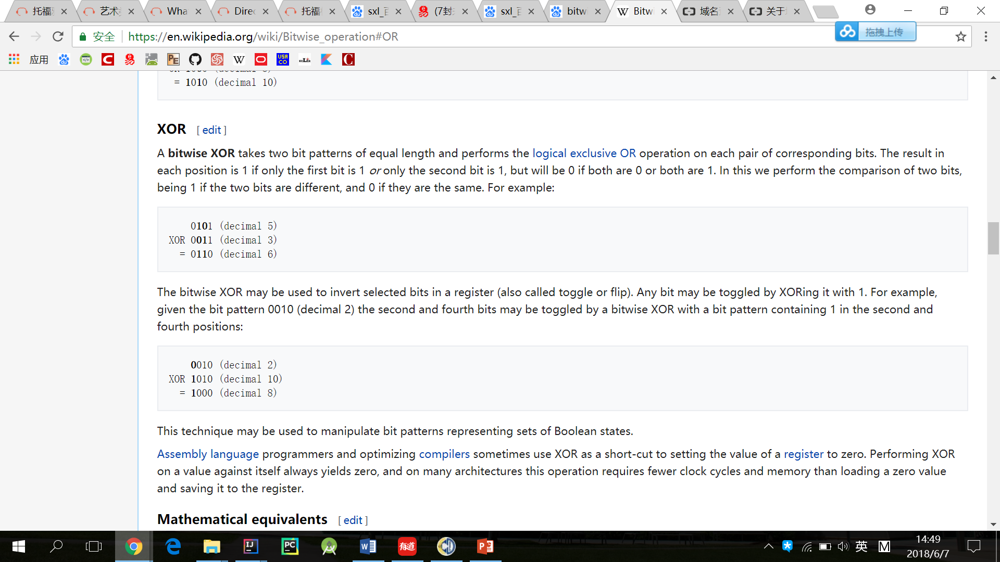 托福
艺术
Wha
Direc
托福
sxl_百
(7封
sxl_百
bitwi
Bitwi
域名
关于
安全
https://en.wikipedia.org/wiki/Bitwise_operation#OR
拖拽上传
应用
= 1010 (decimal 10)
XOR [ edit ]
A bitwise XOR takes two bit patterns of equal length and performs the logical exclusive OR operation on each pair of corresponding bits. The result in
each position is 1 if only the first bit is 1 or only the second bit is 1, but will be 0 if both are 0 or both are 1. In this we perform the comparison of two bits,
being 1 if the two bits are different, and 0 if they are the same. For example:
0101 (decimal 5)
XOR 0011 (decimal 3)
= 0110 (decimal 6)
The bitwise XOR may be used to invert selected bits in a register (also called toggle or flip). Any bit may be toggled by XORing it with 1. For example,
given the bit pattern 0010 (decimal 2) the second and fourth bits may be toggled by a bitwise XOR with a bit pattern containing 1 in the second and
fourth positions:
0010 (decimal 2)
XOR 1010 (decimal 10)
= 1000 (decimal 8)
This technique may be used to manipulate bit patterns representing sets of Boolean states.
Assembly language programmers and optimizing compilers sometimes use XOR as a short-cut to setting the value of a register to zero. Performing XOR
on a value against itself always yields zero, and on many architectures this operation requires fewer clock cycles and memory than loading a zero value
and saving it to the register.
Mathematical equivalents [ edit ]
英
14:49
2018/6/7